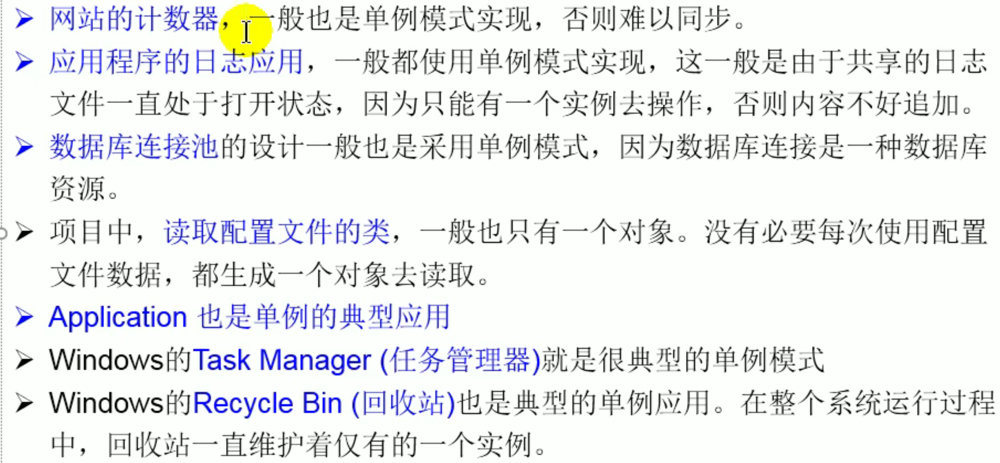 ➢ 网站的计数器，一般也是单例模式实现，否则难以同步。
➢ 应用程序的日志应用，一般都使用单例模式实现，这一般是由于共享的日志
文件一直处于打开状态，因为只能有一个实例去操作，否则内容不好追加。
➢ 数据库连接池的设计一般也是采用单例模式，因为数据库连接是一种数据库
资源。
➢ 项目中，读取配置文件的类，一般也只有一个对象。没有必要每次使用配置
文件数据，都生成一个对象去读取。
➢ Application 也是单例的典型应用
➢ Windows的Task Manager (任务管理器)就是很典型的单例模式
➢ Windows的Recycle Bin (回收站)也是典型的单例应用。在整个系统运行过程
中，回收站一直维护着仅有的一个实例。